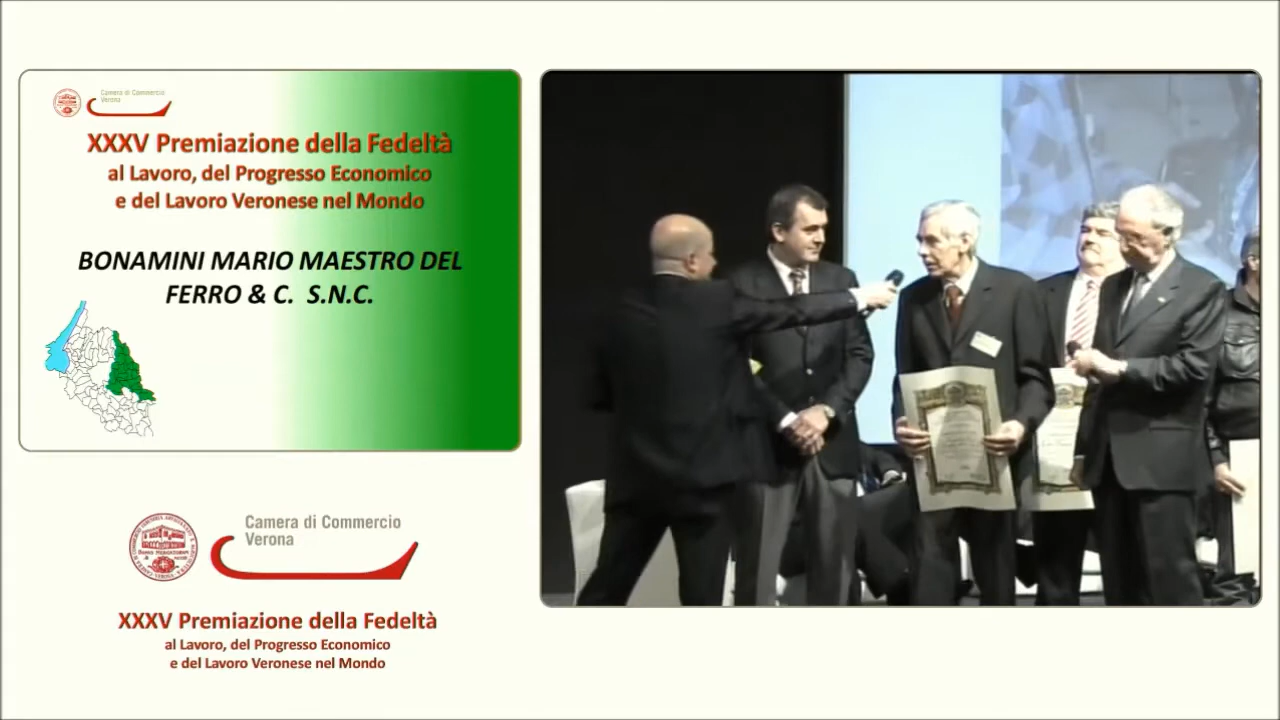 Camera di Commercio
Verona
XXXV Premiazione della Fedeltà
al Lavoro, del Progresso Economico
e del Lavoro Veronese nel Mondo
BONAMINI MARIO MAESTRO DEL
FERRO & C. S.N.C.
Camera di Commercio
Verona
XXXV Premiazione della Fedeltà
al Lavoro, del Progresso Economico
e del Lavoro Veronese nel Mondo